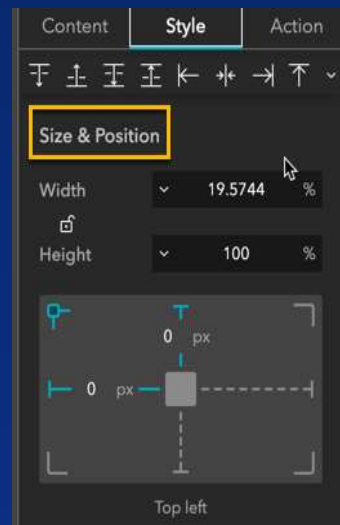 Content Style Action
Size & Position
Width 19.5744 %
Height 100 %
0 px
0 px
Top left